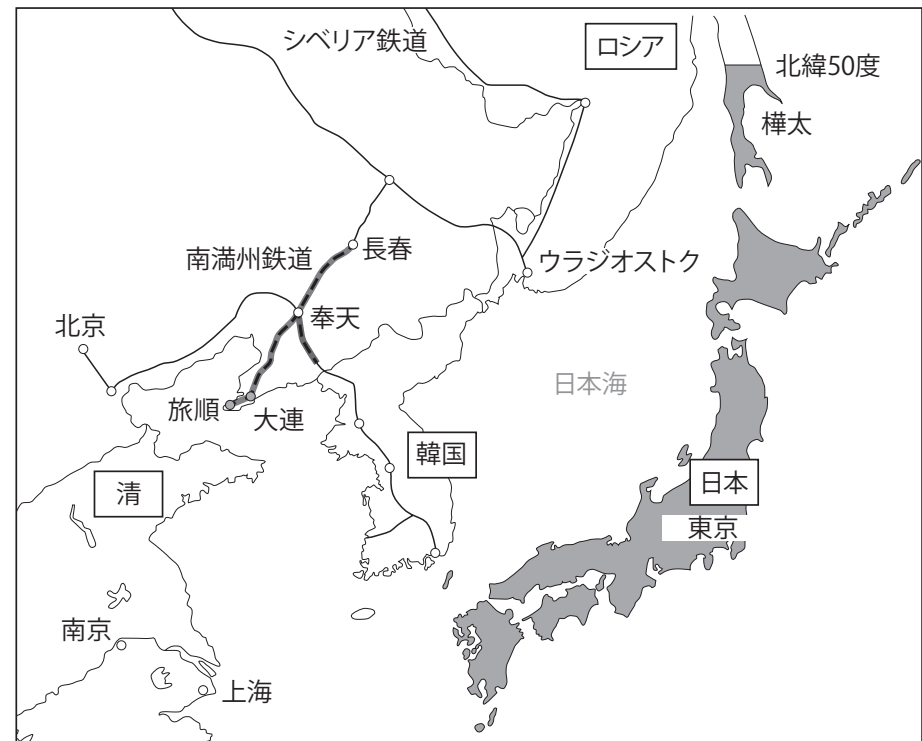 シベリア鉄道
ロシア
北緯50度
樺太
南満州鉄道
長春
ウラジオストク
奉天
北京
日本海
旅順
大連
韓国
清
日本
東京
南京
上海